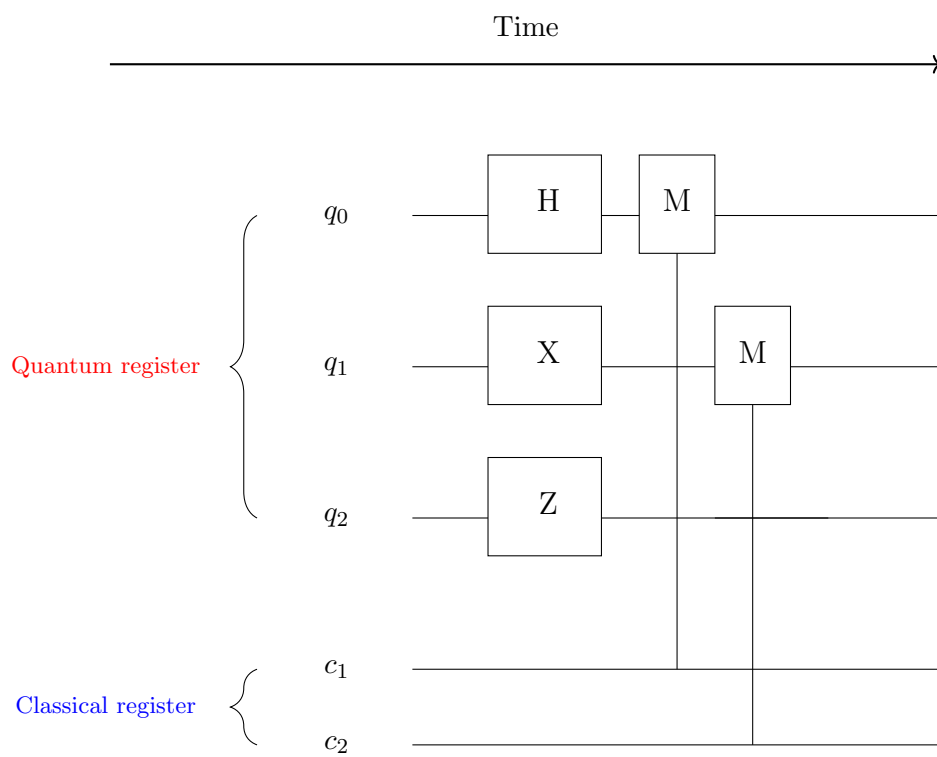 Time
q₀ H M
Quantum register q₁ X M
q₂ Z
c₁
Classical register
c₂